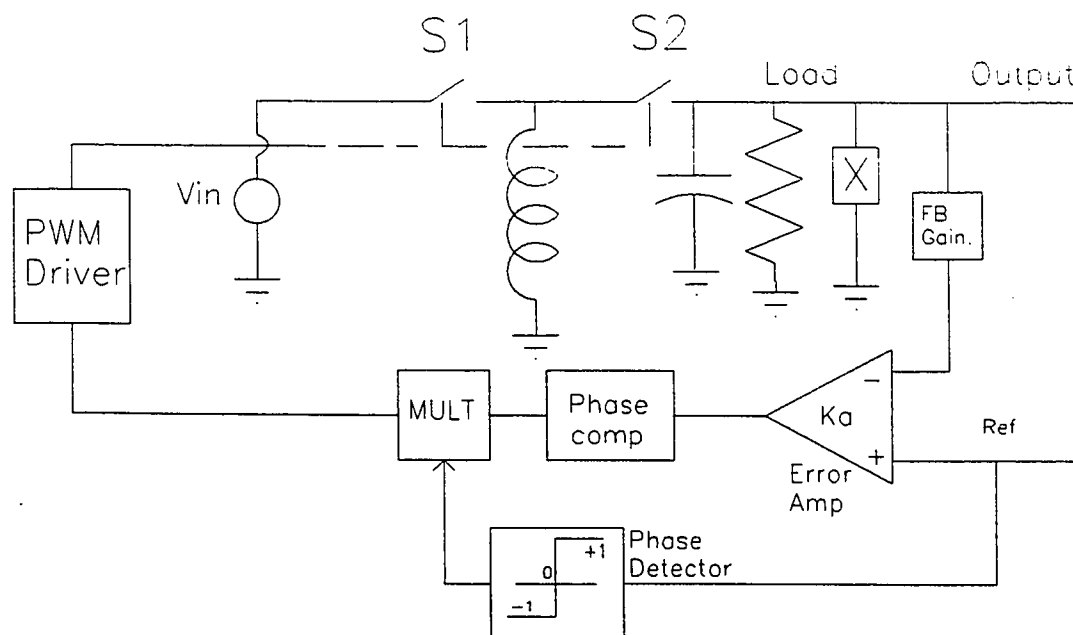 S1
S2
Load
Output
Vin
X
PWM
Driver
FB
Gain.
MULT
Phase
comp
−
Ka
+
Error
Amp
Ref
Phase
Detector
+1
0
−1